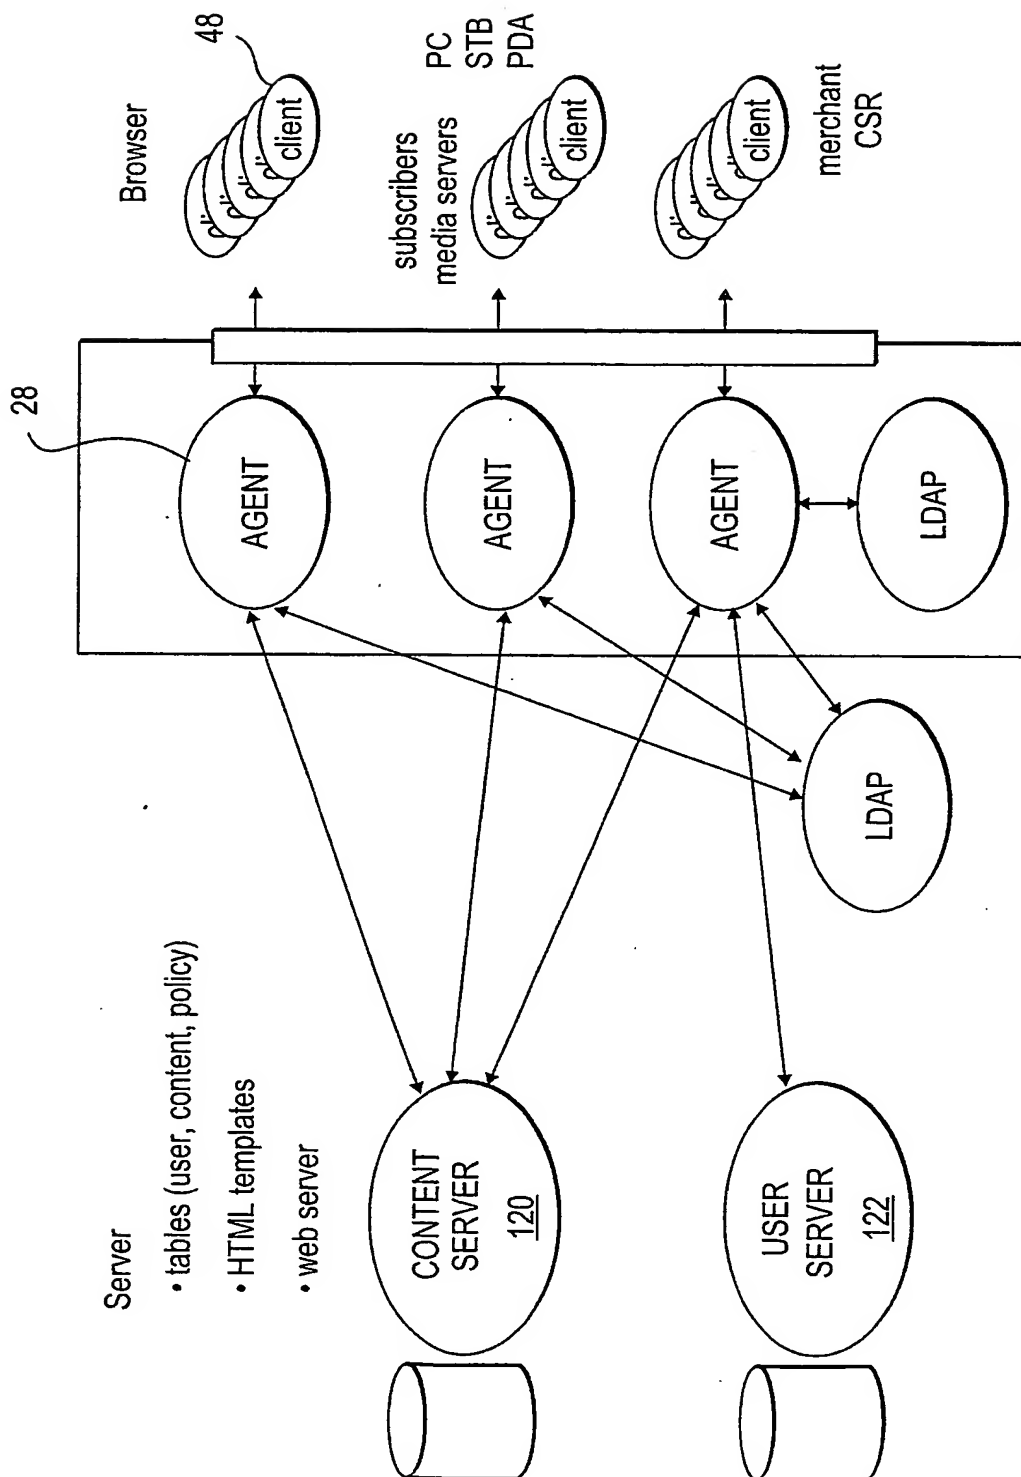 Server
• tables (user, content, policy)
• HTML templates
• web server
CONTENT
SERVER
120
USER
SERVER
122
LDAP
28
AGENT
AGENT
AGENT
LDAP
Browser
48
client
subscribers
media servers
PC
STB
PDA
client
merchant
CSR
client